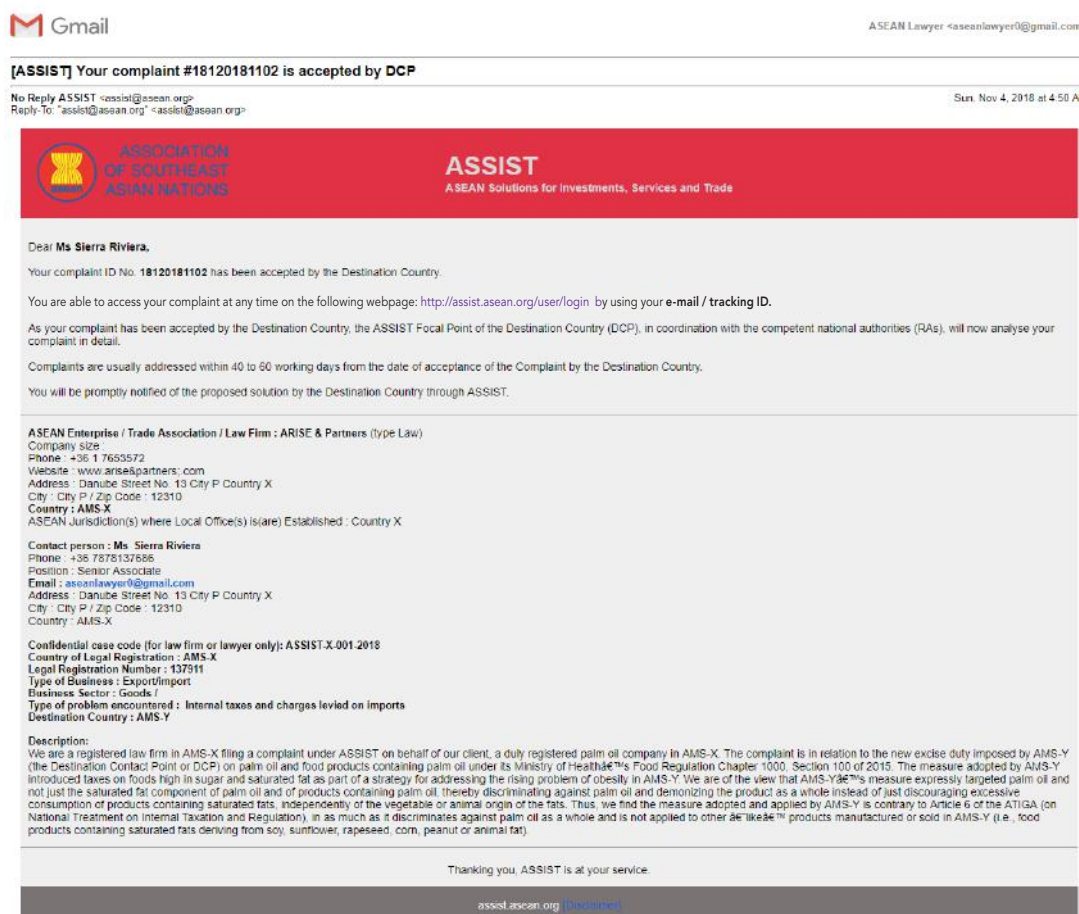 Gmail
ASEAN Lawyer <aseanlawyer0@gmail.com
[ASSIST] Your complaint #18120181102 is accepted by DCP
No Reply ASSIST <assist@asean.org>
Sun, Nov 4, 2018 at 4:50 A
Reply-To: "assist@asean.org" <assist@asean.org>
ASSOCIATION
OF SOUTHEAST
ASIAN NATIONS
asean
ASSIST
ASEAN Solutions for Investments, Services and Trade
Dear Ms Sierra Riviera,
Your complaint ID No. 18120181102 has been accepted by the Destination Country.
You are able to access your complaint at any time on the following webpage: http://assist.asean.org/user/login by using your e-mail / tracking ID.
As your complaint has been accepted by the Destination Country, the ASSIST Focal Point of the Destination Country (DCP), in coordination with the competent national authorities (RAs), will now analyse your
complaint in detail.
Complaints are usually addressed within 40 to 60 working days from the date of acceptance of the Complaint by the Destination Country.
You will be promptly notified of the proposed solution by the Destination Country through ASSIST.
ASEAN Enterprise / Trade Association / Law Firm : ARISE & Partners (type Law)
Company size :
Phone : +36 1 7653572
Website : www.arise&partners;.com
Address : Danube Street No. 13 City P Country X
City : City P / Zip Code : 12310
Country : AMS-X
ASEAN Jurisdiction(s) where Local Office(s) is(are) Established : Country X
Contact person : Ms Sierra Riviera
Phone : +36 7878137686
Position : Senior Associate
Email : aseanlawyer0@gmail.com
Address : Danube Street No. 13 City P Country X
City : City P / Zip Code : 12310
Country : AMS-X
Confidential case code (for law firm or lawyer only): ASSIST-X-001-2018
Country of Legal Registration : AMS-X
Legal Registration Number : 137911
Type of Business : Export/import
Business Sector : Goods /
Type of problem encountered : Internal taxes and charges levied on imports
Destination Country : AMS-Y
Description:
We are a registered law firm in AMS-X filing a complaint under ASSIST on behalf of our client, a duly registered palm oil company in AMS-X. The complaint is in relation to the new excise duty imposed by AMS-Y
(the Destination Contact Point or DCP) on palm oil and food products containing palm oil under its Ministry of Healthâ€™s Food Regulation Chapter 1000, Section 100 of 2015. The measure adopted by AMS-Y
introduced taxes on foods high in sugar and saturated fat as part of a strategy for addressing the rising problem of obesity in AMS-Y. We are of the view that AMS-Yâ€™s measure expressly targeted palm oil and
not just the saturated fat component of palm oil and of products containing palm oil, thereby discriminating against palm oil and demonizing the product as a whole instead of just discouraging excessive
consumption of products containing saturated fats, independently of the vegetable or animal origin of the fats. Thus, we find the measure adopted and applied by AMS-Y is contrary to Article 6 of the ATIGA (on
National Treatment on Internal Taxation and Regulation), in as much as it discriminates against palm oil as a whole and is not applied to other â€˜likeâ€™ products manufactured or sold in AMS-Y (i.e., food
products containing saturated fats deriving from soy, sunflower, rapeseed, corn, peanut or animal fat).
Thanking you, ASSIST is at your service.
assist.asean.org [Disclaimer]